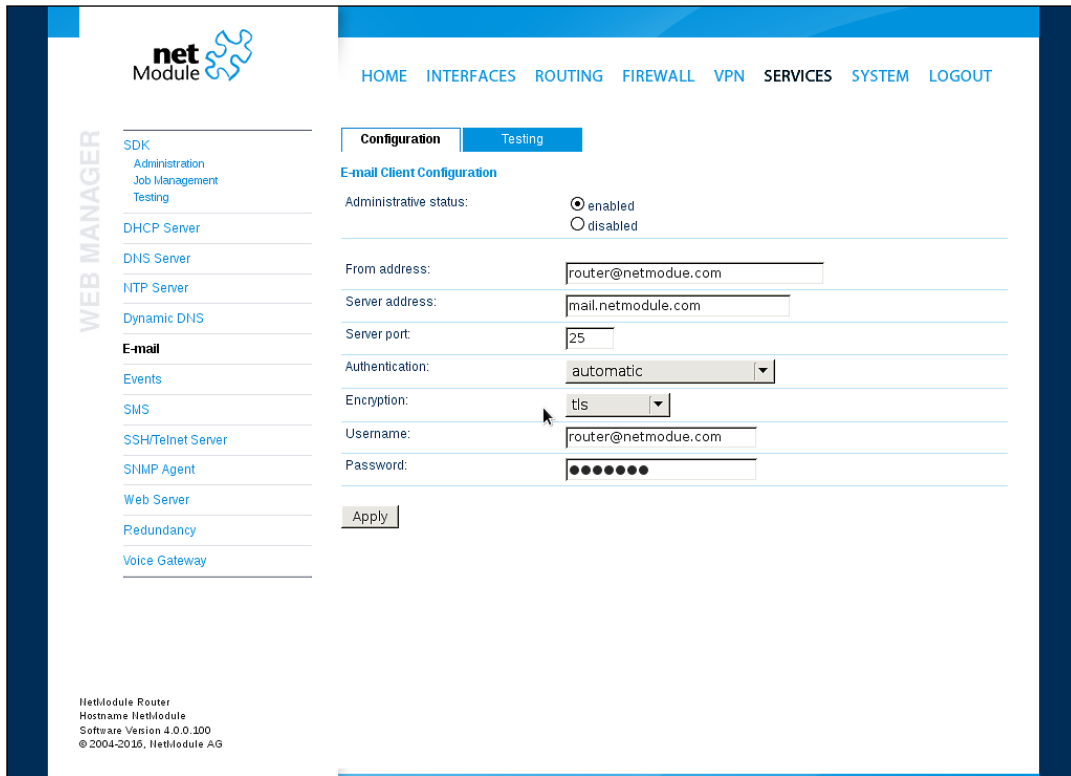 net
Module
HOME INTERFACES ROUTING FIREWALL VPN SERVICES SYSTEM LOGOUT
WEB MANAGER
SDK
Administration
Job Management
Testing
DHCP Server
DNS Server
NTP Server
Dynamic DNS
E-mail
Events
SMS
SSH/Telnet Server
SNMP Agent
Web Server
Redundancy
Voice Gateway
Configuration Testing
E-mail Client Configuration
Administrative status: enabled
disabled
From address: router@netmodue.com
Server address: mail.netmodule.com
Server port: 25
Authentication: automatic
Encryption: tls
Username: router@netmodue.com
Password: ●●●●●●●
Apply
NetModule Router
Hostname NetModule
Software Version 4.0.0.100
© 2004-2016, NetModule AG